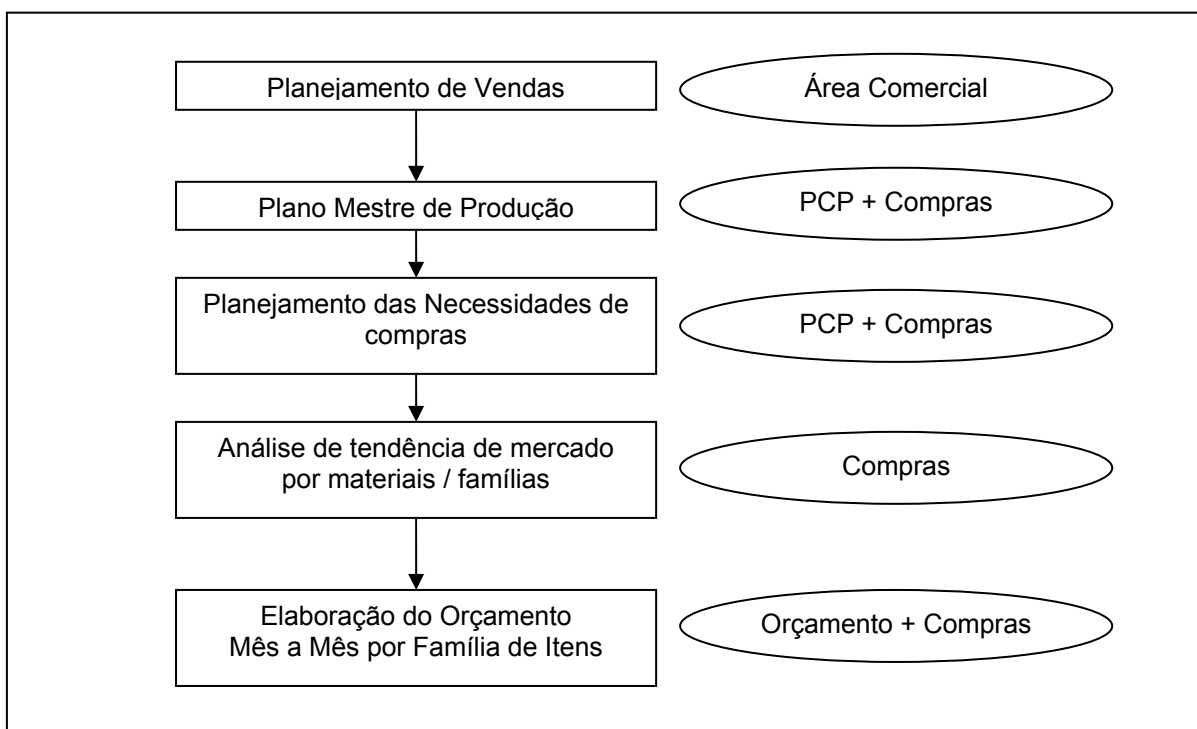 Planejamento de Vendas
Área Comercial
Plano Mestre de Produção
PCP + Compras
Planejamento das Necessidades de
compras
PCP + Compras
Análise de tendência de mercado
por materiais / famílias
Compras
Elaboração do Orçamento
Mês a Mês por Família de Itens
Orçamento + Compras